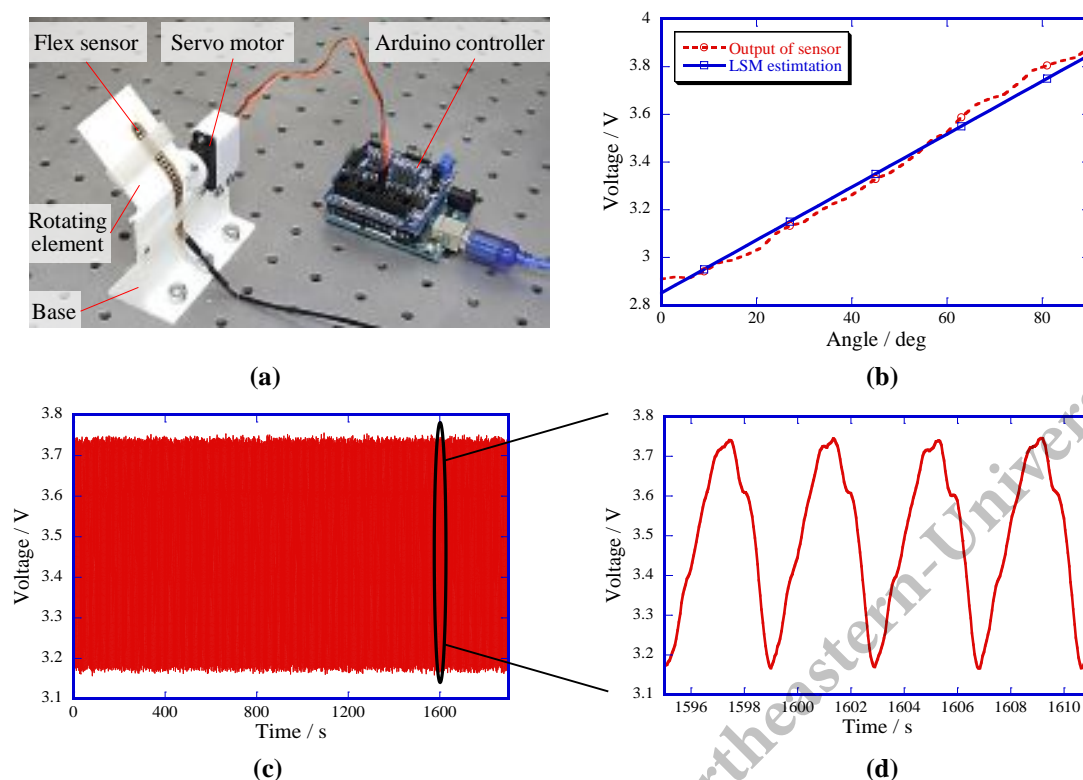 Flex sensor
Servo motor
Arduino controller
Rotating
element
Base
(a)
4
3.8
3.6
3.4
3.2
3
2.8
0
20
40
60
80
Voltage / V
Angle / deg
Output of sensor
LSM estimtation
(b)
3.8
3.7
3.6
3.5
3.4
3.3
3.2
3.1
0
400
800
1200
1600
Voltage / V
Time / s
(c)
3.8
3.7
3.6
3.5
3.4
3.3
3.2
3.1
1596
1598
1600
1602
1604
1606
1608
1610
Voltage / V
Time / s
(d)